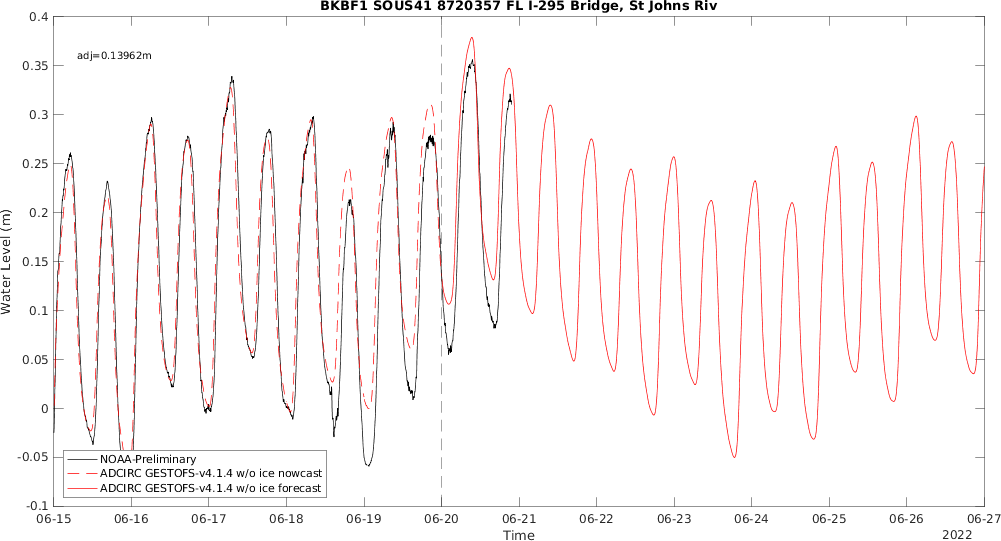 BKBF1 SOUS41 8720357 FL I-295 Bridge, St Johns Riv
adj=0.13962m
0.4
0.35
0.3
0.25
0.2
0.15
0.1
0.05
0
-0.05
-0.1
Water Level (m)
NOAA-Preliminary
ADCIRC GESTOFS-v4.1.4 w/o ice nowcast
ADCIRC GESTOFS-v4.1.4 w/o ice forecast
06-15 06-16 06-17 06-18 06-19 06-20 06-21 06-22 06-23 06-24 06-25 06-26 06-27
Time
2022